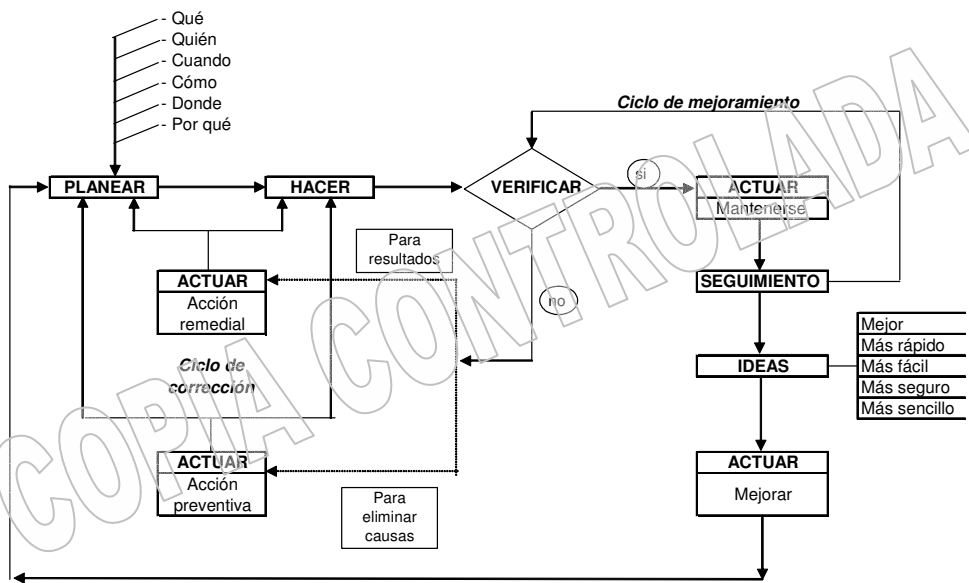 - Qué
- Quién
- Cuando
- Cómo
- Donde
- Por qué
Ciclo de mejoramiento
PLANEAR
HACER
VERIFICAR
si
ACTUAR
Mantenerse
Para
resultados
ACTUAR
Acción
remedial
no
SEGUIMIENTO
Ciclo de
corrección
IDEAS
Mejor
Más rápido
Más fácil
Más seguro
Más sencillo
ACTUAR
Acción
preventiva
Para
eliminar
causas
ACTUAR
Mejorar
COPIA CONTROLADA